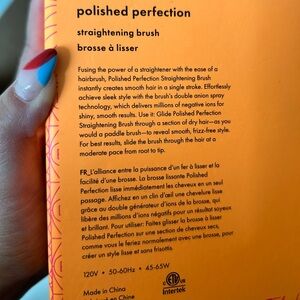 polished perfection
straightening brush
brosse à lisser
Fusing the power of a straightener with the ease of a
hairbrush, Polished Perfection Straightening Brush
instantly creates smooth hair in a single stroke. Effortlessly
achieve sleek style with the brush's double anion spray
technology, which delivers millions of negative ions for
shiny, smooth results. Use it: Glide Polished Perfection
Straightening Brush through a section of dry hair—as you
would a paddle brush—to reveal smooth, frizz-free style.
For best results, slide the brush through the hair at a
moderate pace from root to tip.
FR_L'alliance entre la puissance d'un fer à lisser et la
facilité d'une brosse. La brosse lissante Polished
Perfection lisse immédiatement les cheveux en un seul
passage. Affichez en un clin d'œil une chevelure lisse
grâce au double générateur d'ions de la brosse, qui
libère des millions d'ions négatifs pour un résultat soyeux
et brillant. Pour utiliser: Faites glisser la brosse à lisser
Polished Perfection sur une section de cheveux secs,
comme vous le feriez normalement avec une brosse, pour
créer un style lisse et sans frisottis.
120V • 50-60Hz • 45-65W
Made in China
en Chine
Intertek